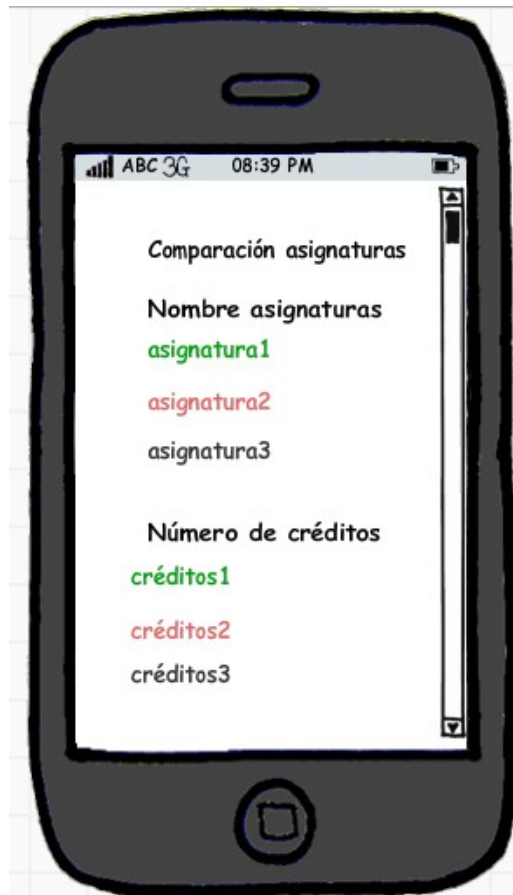 ABC 3G 08:39 PM
Comparación asignaturas
Nombre asignaturas
asignatura1
asignatura2
asignatura3
Número de créditos
créditos1
créditos2
créditos3